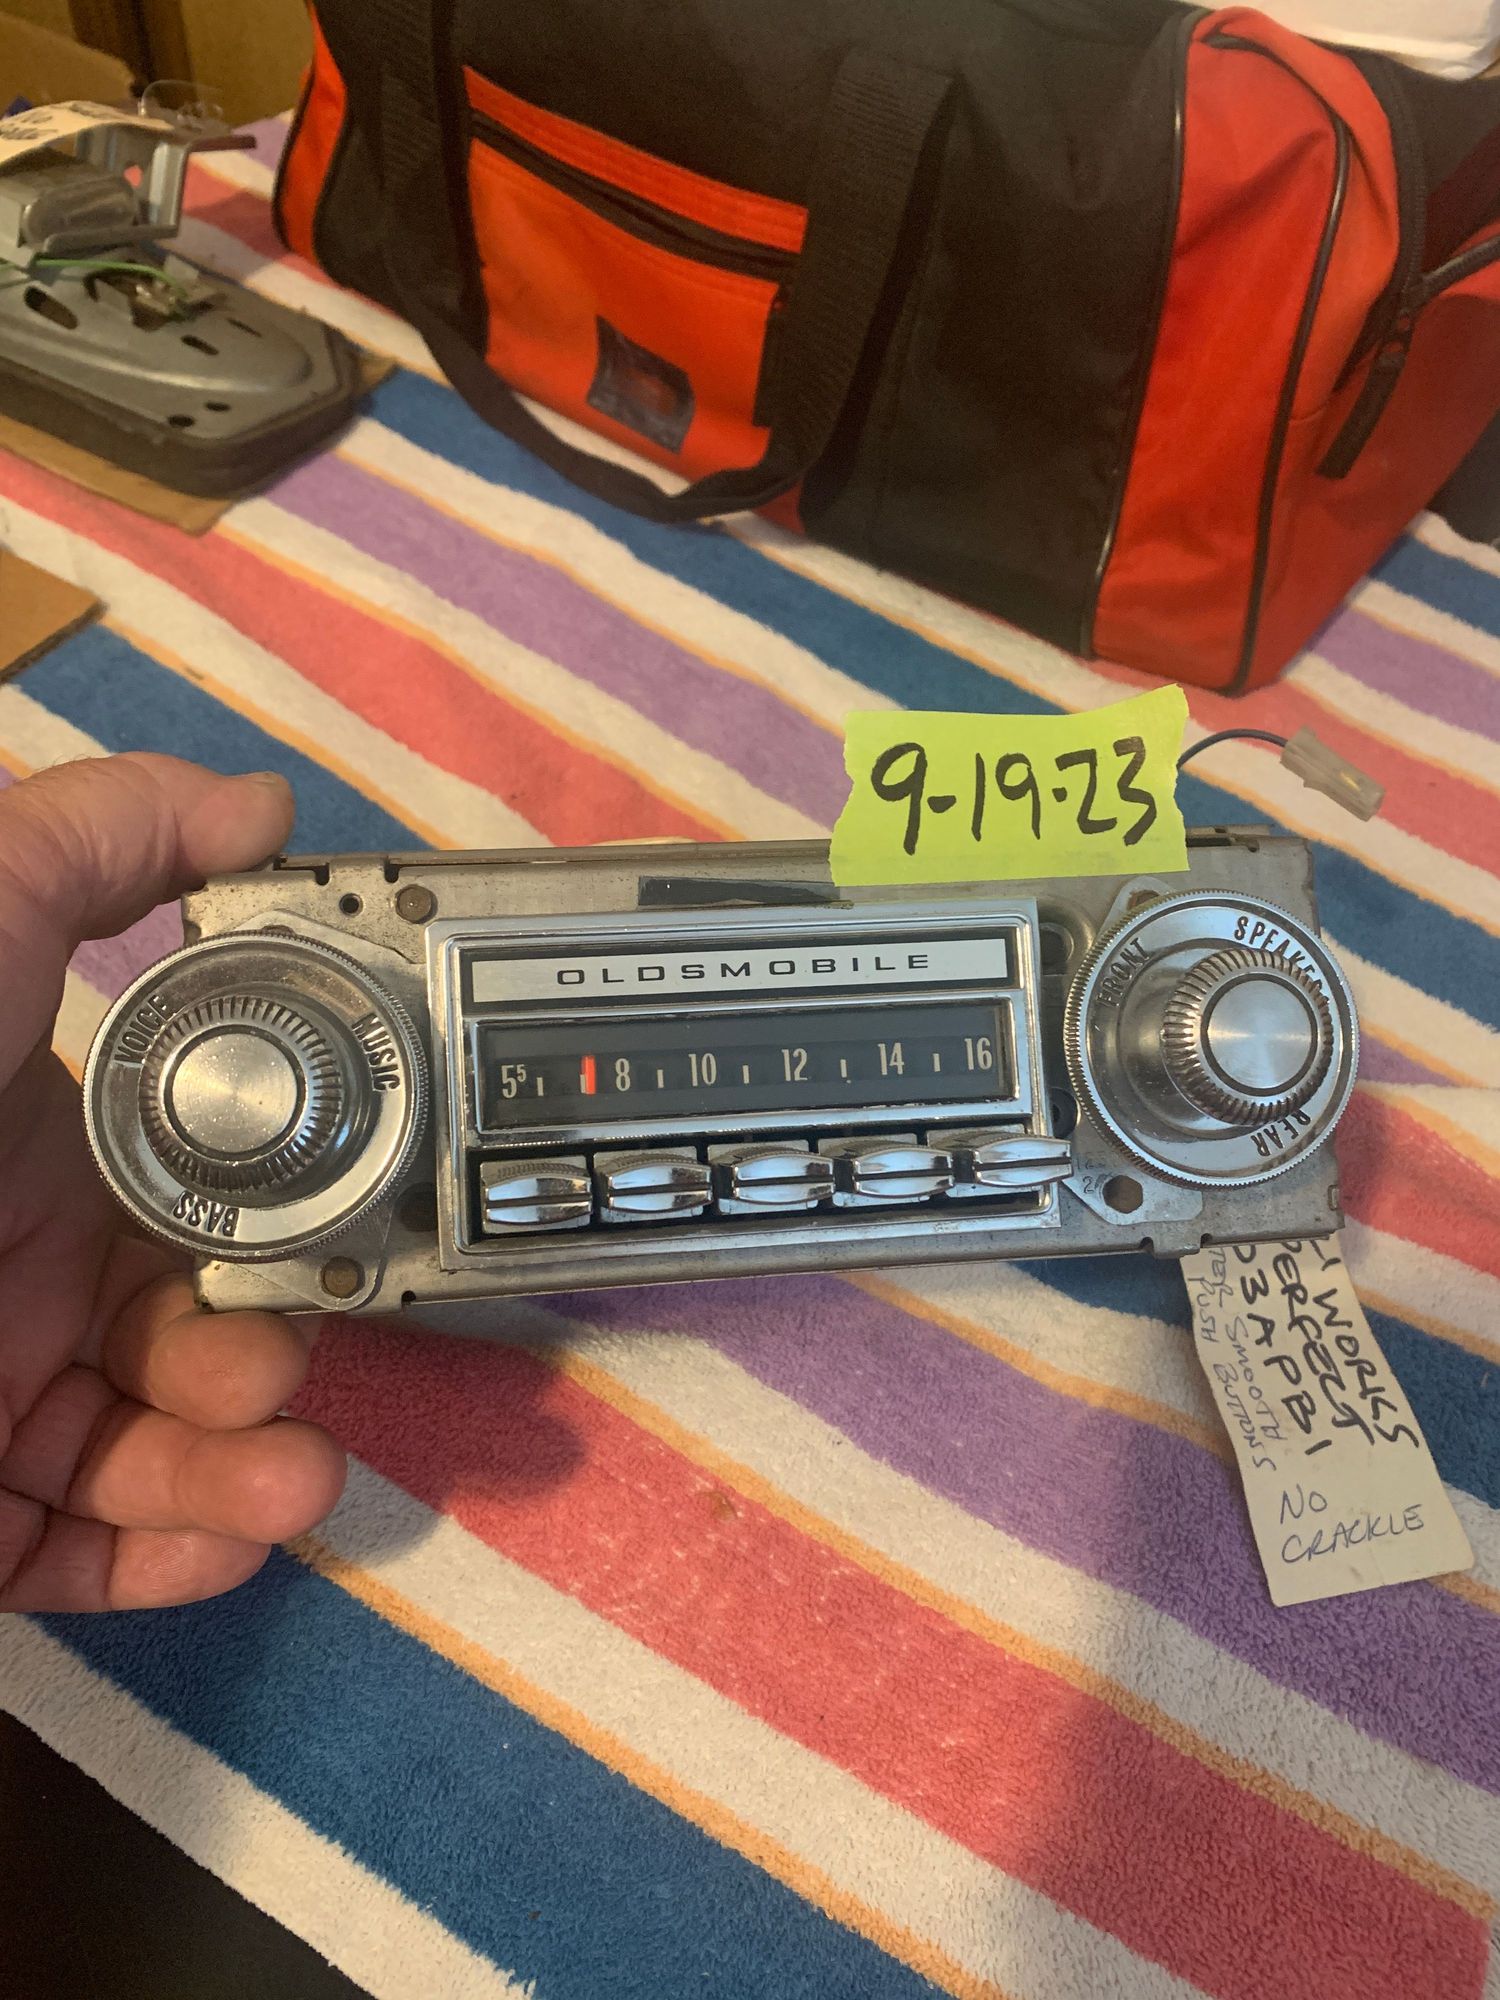 9-19-23
OLDSMOBILE
5⁵ 8 10 12 14 16
VOICE
MUSIC
BASS
FRONT
SPEAKER
REAR
WORKS
PERFECT
03APPB1
SMOOTH
PUSH BUTTONS
NO
CRACKLE